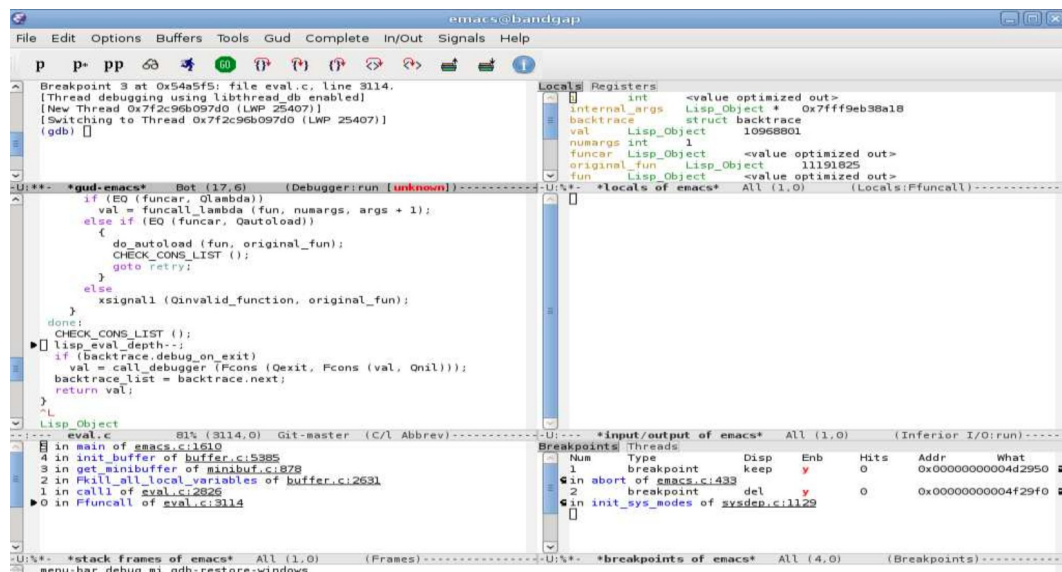 emacs@bandgap
File Edit Options Buffers Tools Gud Complete In/Out Signals Help
p p* pp GO {} {} {} <> <>
Breakpoint 3 at 0x54a5f5: file eval.c, line 3114.
[Thread debugging using libthread_db enabled]
[New Thread 0x7f2c96b097d0 (LWP 25407)]
[Switching to Thread 0x7f2c96b097d0 (LWP 25407)]
(gdb)
-U:**- *gud-emacs* Bot (17,6) (Debugger:run [unknown])----------
Locals Registers
i int <value optimized out>
internal_args Lisp_Object * 0x7fff9eb38a18
backtrace struct backtrace
val Lisp_Object 10968801
numargs int 1
funcar Lisp_Object <value optimized out>
original_fun Lisp_Object 11191825
fun Lisp_Object <value optimized out>
-U:%*- *locals of emacs* All (1,0) (Locals:Ffuncall)-----------
if (EQ (funcar, Qlambda))
val = funcall_lambda (fun, numargs, args + 1);
else if (EQ (funcar, Qautoload))
{
do_autoload (fun, original_fun);
CHECK_CONS_LIST ();
goto retry;
}
else
xsignal1 (Qinvalid_function, original_fun);
}
done:
CHECK_CONS_LIST ();
lisp_eval_depth--;
if (backtrace.debug_on_exit)
val = call_debugger (Fcons (Qexit, Fcons (val, Qnil)));
backtrace_list = backtrace.next;
return val;
}
^L
Lisp_Object
--:--- eval.c 81% (3114,0) Git-master (C/l Abbrev)------------
-U:--- *input/output of emacs* All (1,0) (Inferior I/O:run)-----
5 in main of emacs.c:1610
4 in init_buffer of buffer.c:5385
3 in get_minibuffer of minibuf.c:878
2 in Fkill_all_local_variables of buffer.c:2631
1 in call1 of eval.c:2826
0 in Ffuncall of eval.c:3114
-U:%*- *stack frames of emacs* All (1,0) (Frames)----------------
Breakpoints Threads
Num Type Disp Enb Hits Addr What
1 breakpoint keep y 0 0x00000000004d2950
in abort of emacs.c:433
2 breakpoint del y 0 0x00000000004f29f0
in init_sys_modes of sysdep.c:1129
-U:%*- *breakpoints of emacs* All (4,0) (Breakpoints)-----------
menu-bar debug mi gdb-restore-windows